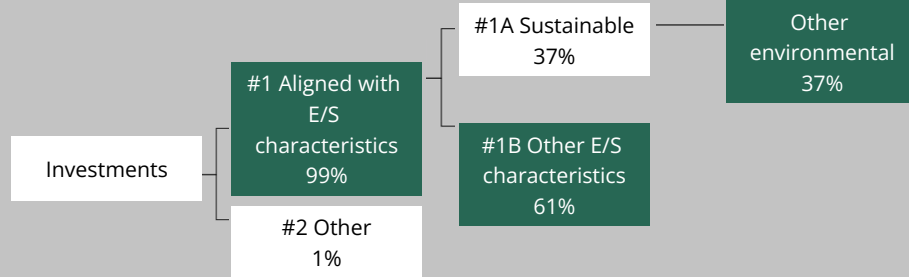 Investments
#1 Aligned with
E/S
characteristics
99%
#2 Other
1%
#1A Sustainable
37%
#1B Other E/S
characteristics
61%
Other
environmental
37%